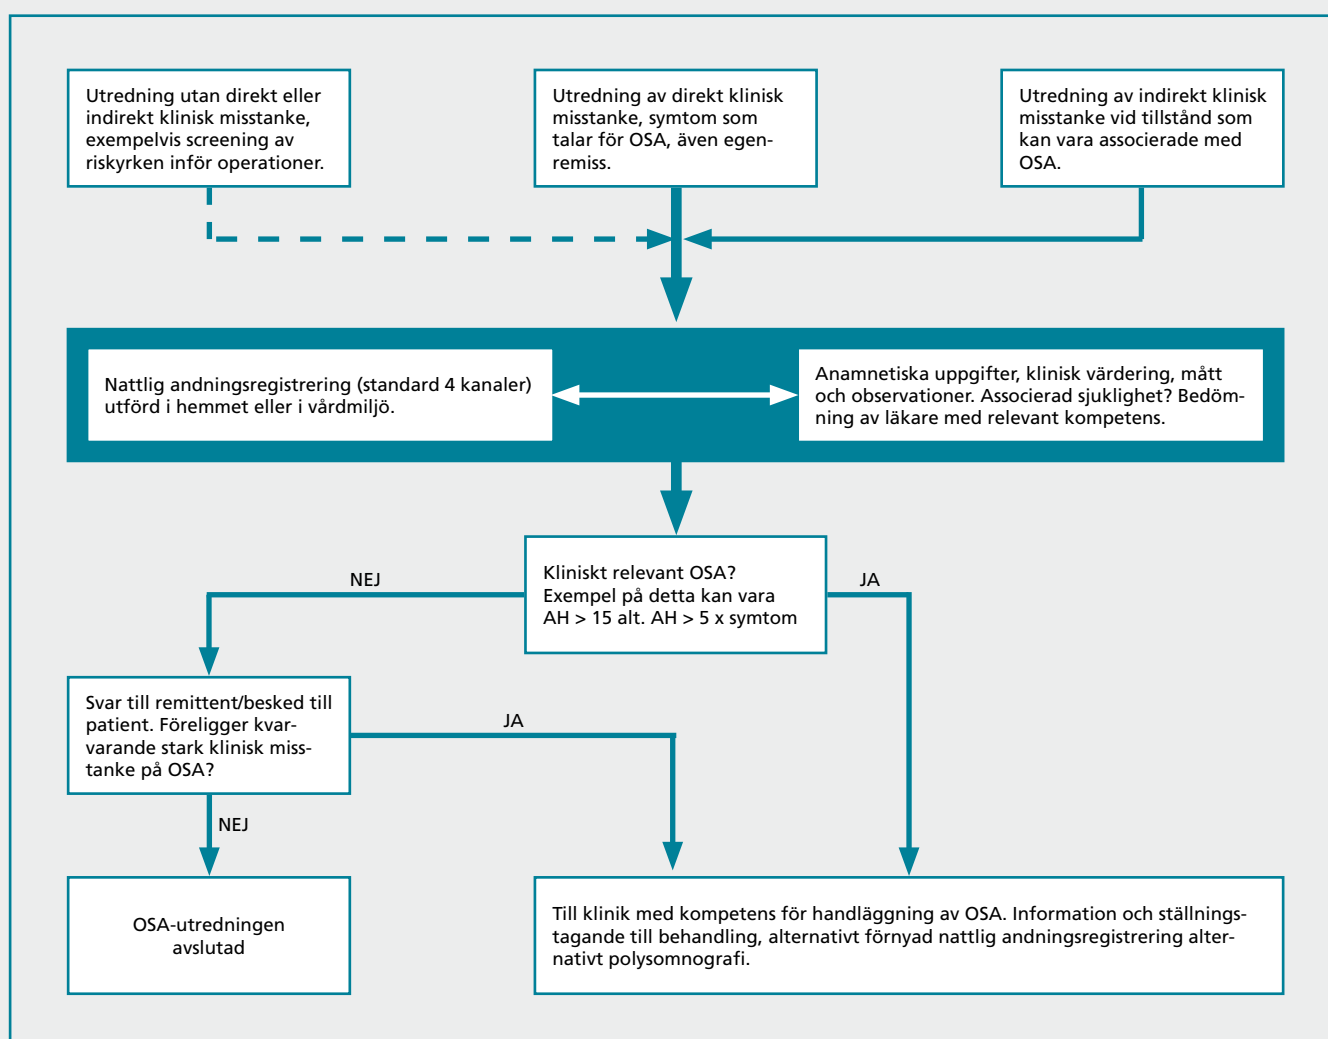 Utredning utan direkt eller
indirekt klinisk misstanke,
exempelvis screening av
riskyrken inför operationer.
Utredning av direkt klinisk
misstanke, symtom som
talar för OSA, även egen-
remiss.
Utredning av indirekt klinisk
misstanke vid tillstånd som
kan vara associerade med
OSA.
Nattlig andningsregistrering (standard 4 kanaler)
utförd i hemmet eller i vårdmiljö.
Anamnetiska uppgifter, klinisk värdering, mått
och observationer. Associerad sjuklighet? Bedöm-
ning av läkare med relevant kompetens.
Kliniskt relevant OSA?
Exempel på detta kan vara
AH > 15 alt. AH > 5 x symtom
NEJ
JA
Svar till remittent/besked till
patient. Föreligger kvar-
varande stark klinisk miss-
tanke på OSA?
JA
NEJ
OSA-utredningen
avslutad
Till klinik med kompetens för handläggning av OSA. Information och ställnings-
tagande till behandling, alternativt förnyad nattlig andningsregistrering alter-
nativt polysomnografi.